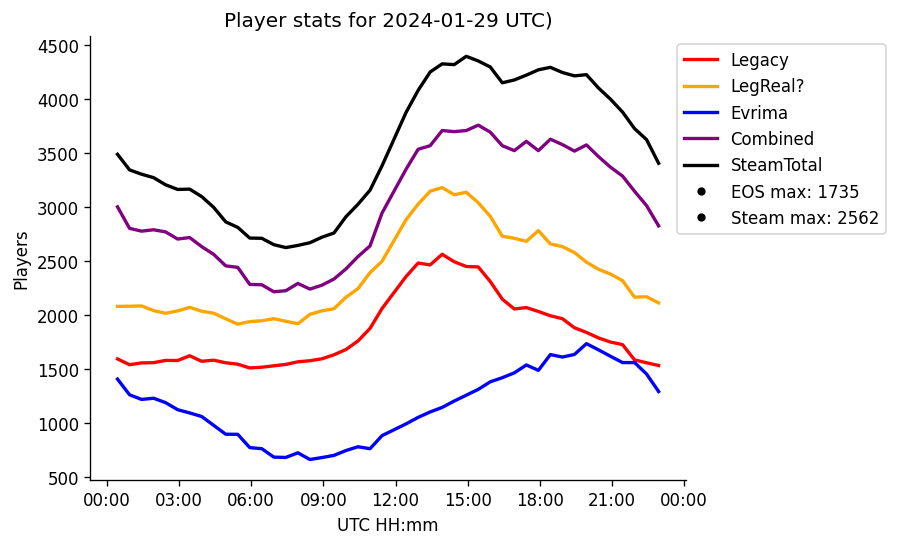 Player stats for 2024-01-29 UTC)
Players
4500
4000
3500
3000
2500
2000
1500
1000
500
00:00 03:00 06:00 09:00 12:00 15:00 18:00 21:00 00:00
UTC HH:mm
Legacy
LegReal?
Evrima
Combined
SteamTotal
EOS max: 1735
Steam max: 2562